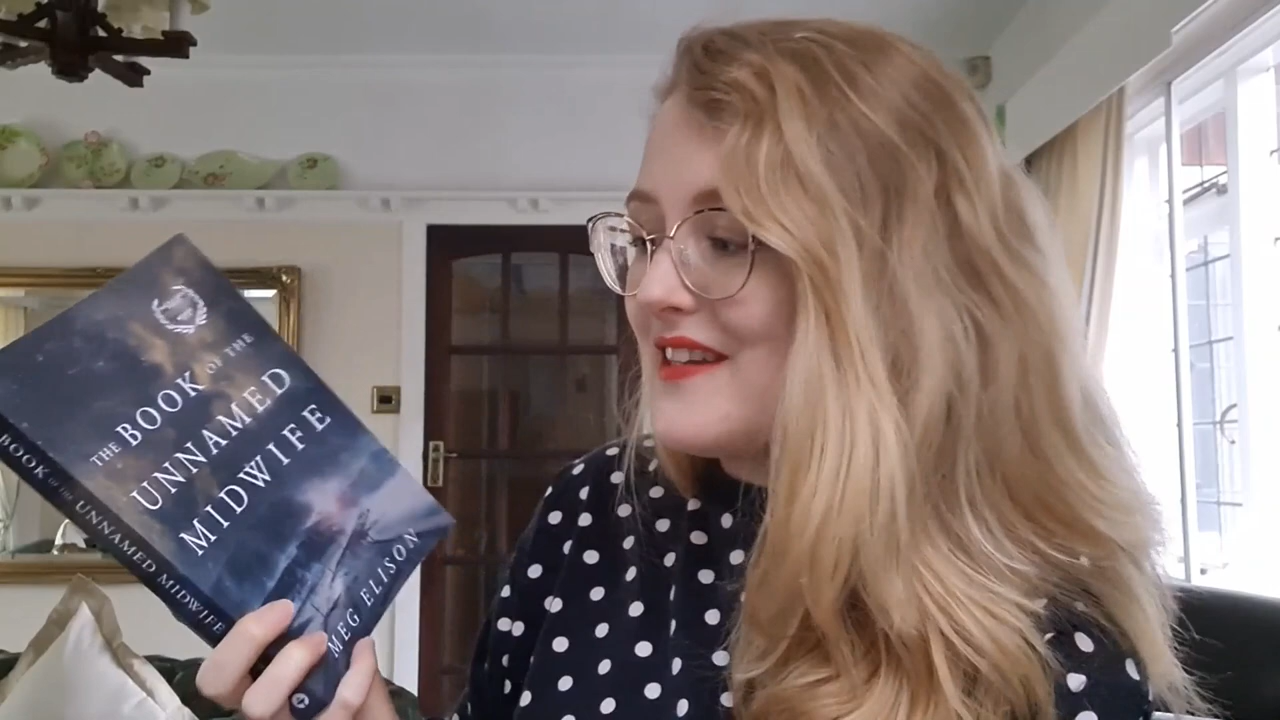 THE BOOK OF THE
UNNAMED
MIDWIFE
MEG ELISON
BOOK OF THE UNNAMED MIDWIFE